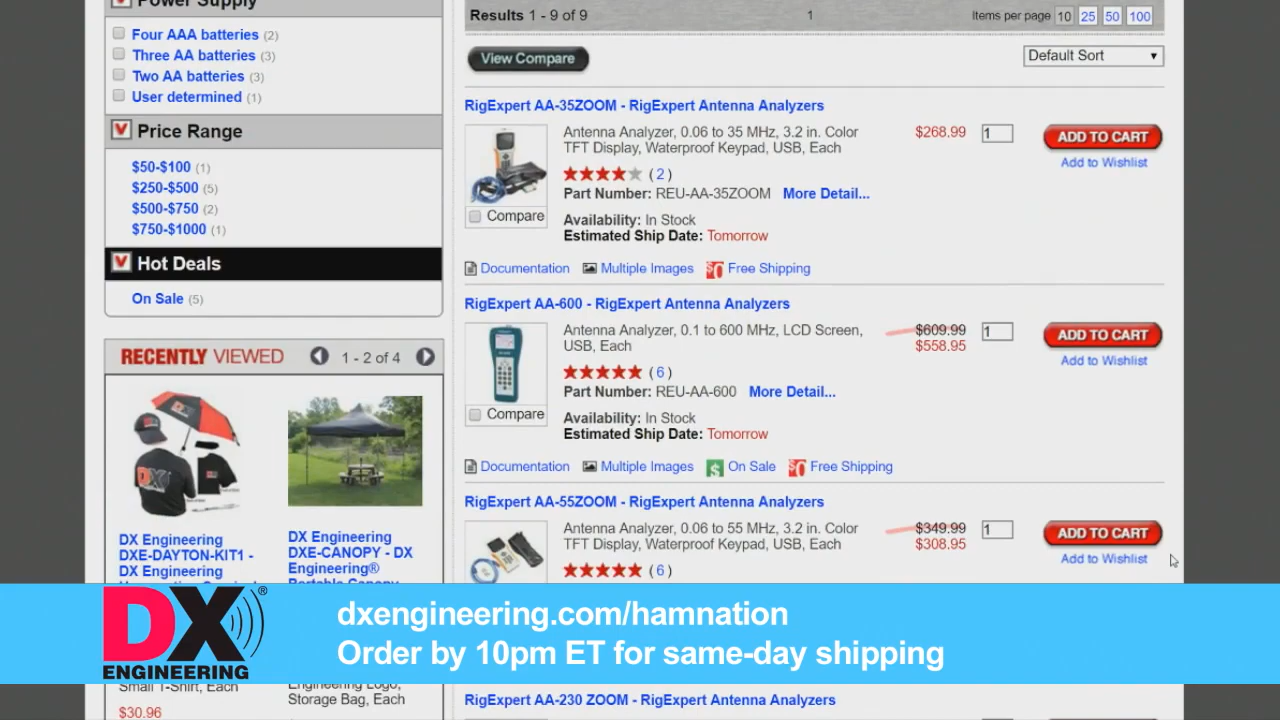 Power Supply
Four AAA batteries (2)
Three AA batteries (3)
Two AA batteries (3)
User determined (1)
Price Range
$50-$100 (1)
$250-$500 (5)
$500-$750 (2)
$750-$1000 (1)
Hot Deals
On Sale (5)
RECENTLY VIEWED 1 - 2 of 4
DX Engineering
DXE-DAYTON-KIT1 -
DX Engineering
DX Engineering
DXE-CANOPY - DX
Engineering®
Portable Canopy
Small T-Shirt, Each
$30.96
Engineering Logo,
Storage Bag, Each
Results 1 - 9 of 9 1 Items per page 10 25 50 100
View Compare Default Sort
RigExpert AA-35ZOOM - RigExpert Antenna Analyzers
Antenna Analyzer, 0.06 to 35 MHz, 3.2 in. Color
TFT Display, Waterproof Keypad, USB, Each
$268.99 1 ADD TO CART
Add to Wishlist
(2)
Part Number: REU-AA-35ZOOM More Detail...
Compare
Availability: In Stock
Estimated Ship Date: Tomorrow
Documentation Multiple Images Free Shipping
RigExpert AA-600 - RigExpert Antenna Analyzers
Antenna Analyzer, 0.1 to 600 MHz, LCD Screen,
USB, Each
$609.99 1 ADD TO CART
$558.95
Add to Wishlist
(6)
Part Number: REU-AA-600 More Detail...
Compare
Availability: In Stock
Estimated Ship Date: Tomorrow
Documentation Multiple Images $ On Sale Free Shipping
RigExpert AA-55ZOOM - RigExpert Antenna Analyzers
Antenna Analyzer, 0.06 to 55 MHz, 3.2 in. Color
TFT Display, Waterproof Keypad, USB, Each
$349.99 1 ADD TO CART
$308.95
Add to Wishlist
(6)
DX®
ENGINEERING
dxengineering.com/hamnation
Order by 10pm ET for same-day shipping
RigExpert AA-230 ZOOM - RigExpert Antenna Analyzers